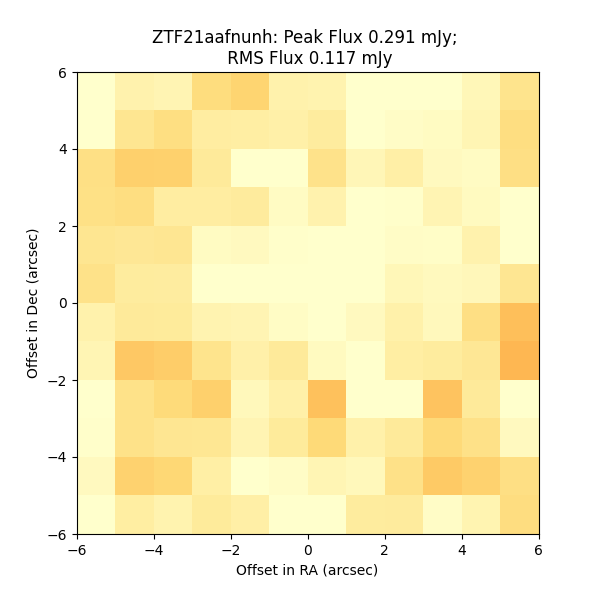 ZTF21aafnunh: Peak Flux 0.291 mJy;
RMS Flux 0.117 mJy
6
4
2
0
−2
−4
−6
Offset in Dec (arcsec)
−6 −4 −2 0 2 4 6
Offset in RA (arcsec)